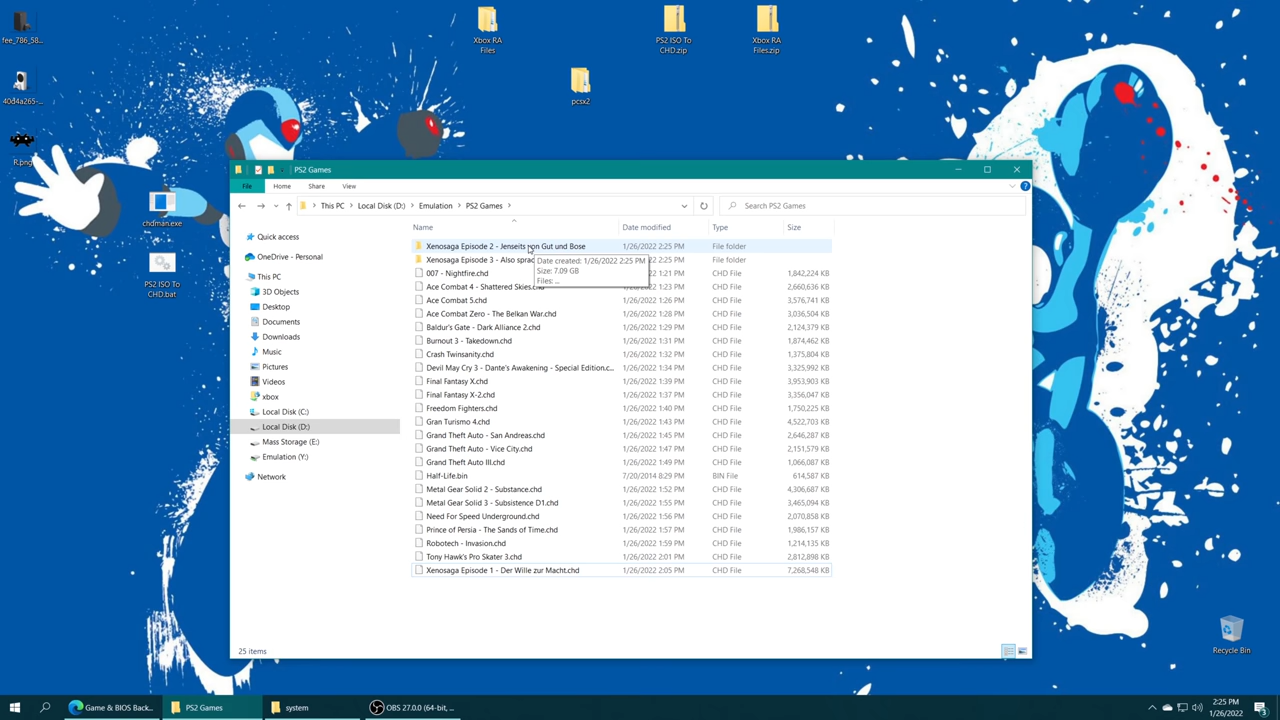 fee_786_58...
40d4a265-...
R.png
chdman.exe
PS2 ISO To
CHD.bat
Xbox RA
Files
pcsx2
PS2 ISO To
CHD.zip
Xbox RA
Files.zip
PS2 Games
File Home Share View
This PC > Local Disk (D:) > Emulation > PS2 Games >
Search PS2 Games
Quick access
OneDrive - Personal
This PC
3D Objects
Desktop
Documents
Downloads
Music
Pictures
Videos
xbox
Local Disk (C:)
Local Disk (D:)
Mass Storage (E:)
Emulation (Y:)
Network
Name Date modified Type Size
Xenosaga Episode 2 - Jenseits von Gut und Bose 1/26/2022 2:25 PM File folder
Xenosaga Episode 3 - Also sprac 2:25 PM File folder
Date created: 1/26/2022 2:25 PM
Size: 7.09 GB
Files: ...
007 - Nightfire.chd 1:21 PM CHD File 1,842,224 KB
Ace Combat 4 - Shattered Skies.chd 1:23 PM CHD File 2,660,636 KB
Ace Combat 5.chd 1/26/2022 1:26 PM CHD File 3,576,741 KB
Ace Combat Zero - The Belkan War.chd 1/26/2022 1:28 PM CHD File 3,036,504 KB
Baldur's Gate - Dark Alliance 2.chd 1/26/2022 1:29 PM CHD File 2,124,379 KB
Burnout 3 - Takedown.chd 1/26/2022 1:31 PM CHD File 1,874,462 KB
Crash Twinsanity.chd 1/26/2022 1:32 PM CHD File 1,375,804 KB
Devil May Cry 3 - Dante's Awakening - Special Edition.c... 1/26/2022 1:34 PM CHD File 3,325,992 KB
Final Fantasy X.chd 1/26/2022 1:39 PM CHD File 3,953,903 KB
Final Fantasy X-2.chd 1/26/2022 1:37 PM CHD File 3,356,047 KB
Freedom Fighters.chd 1/26/2022 1:40 PM CHD File 1,750,225 KB
Gran Turismo 4.chd 1/26/2022 1:43 PM CHD File 4,522,703 KB
Grand Theft Auto - San Andreas.chd 1/26/2022 1:45 PM CHD File 2,646,287 KB
Grand Theft Auto - Vice City.chd 1/26/2022 1:47 PM CHD File 2,151,579 KB
Grand Theft Auto III.chd 1/26/2022 1:49 PM CHD File 1,066,087 KB
Half-Life.bin 7/20/2014 8:29 PM BIN File 614,587 KB
Metal Gear Solid 2 - Substance.chd 1/26/2022 1:52 PM CHD File 4,306,687 KB
Metal Gear Solid 3 - Subsistence D1.chd 1/26/2022 1:55 PM CHD File 3,465,094 KB
Need For Speed Underground.chd 1/26/2022 1:56 PM CHD File 2,070,858 KB
Prince of Persia - The Sands of Time.chd 1/26/2022 1:57 PM CHD File 1,986,157 KB
Robotech - Invasion.chd 1/26/2022 1:59 PM CHD File 1,214,135 KB
Tony Hawk's Pro Skater 3.chd 1/26/2022 2:01 PM CHD File 2,812,898 KB
Xenosaga Episode 1 - Der Wille zur Macht.chd 1/26/2022 2:05 PM CHD File 7,268,548 KB
25 items
Recycle Bin
Game & BIOS Back... PS2 Games system OBS 27.0.0 (64-bit, ...
2:25 PM
1/26/2022
3